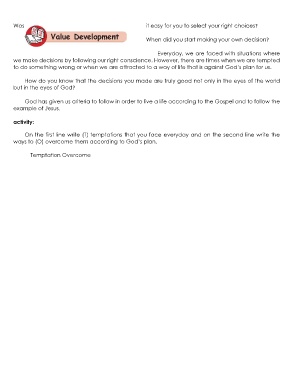 Was it easy for you to select your right choices?
Value Development
When did you start making your own decision?
Everyday, we are faced with situations where
we make decisions by following our right conscience. However, there are times when we are tempted
to do something wrong or when we are attracted to a way of life that is against God's plan for us.
How do you know that the decisions you made are truly good not only in the eyes of the world
but in the eyes of God?
God has given us criteria to follow in order to live a life according to the Gospel and to follow the
example of Jesus.
activity:
On the first line write (T) temptations that you face everyday and on the second line write the
ways to (O) overcome them according to God's plan.
Temptation Overcome